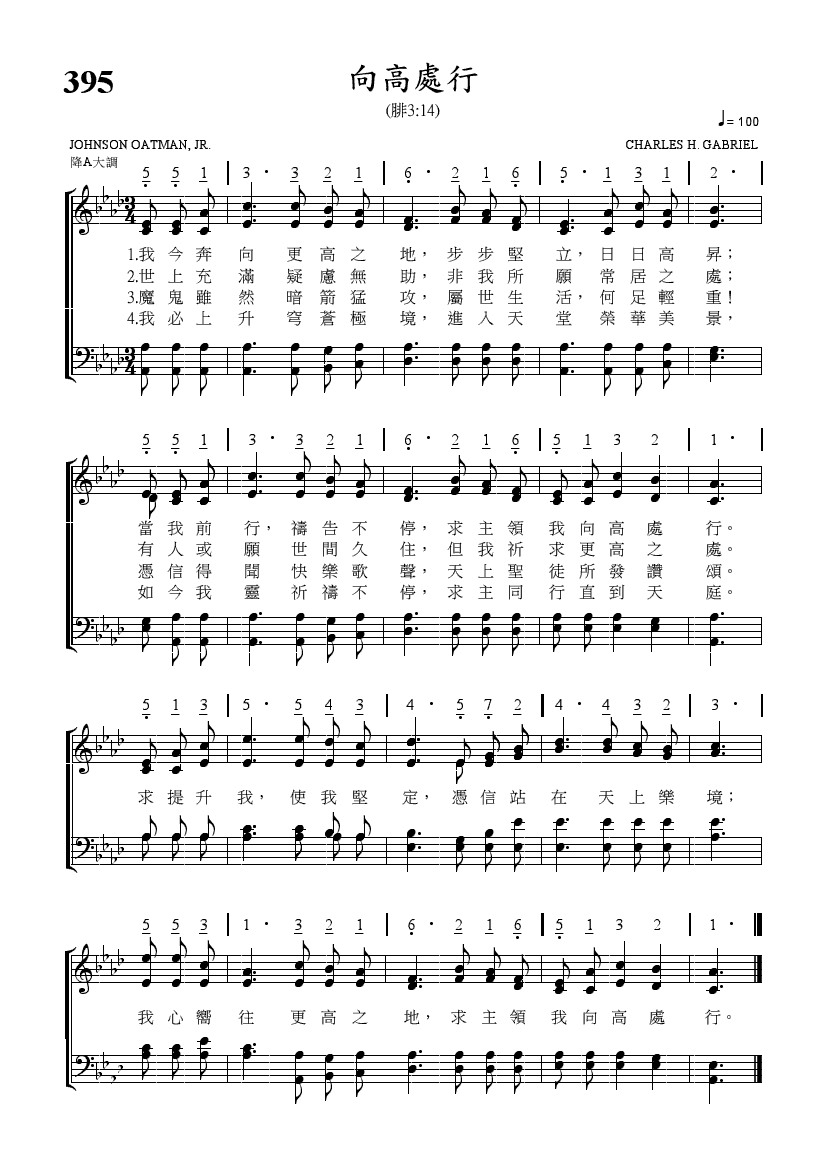 395
向高處行
(腓3:14)
♩= 100
JOHNSON OATMAN, JR.
CHARLES H. GABRIEL
降A大調
5 5 1 | 3 · 3 2 1 | 6 · 2 1 6 | 5 · 1 3 1 | 2 · |
3/4
1.我今奔向更高之地，步步堅立，日日高昇；
2.世上充滿疑慮無助，非我所願常居之處；
3.魔鬼雖然暗箭猛攻，屬世生活，何足輕重！
4.我必上升穹蒼極境，進入天堂榮華美景，
3/4
5 5 1 | 3 · 3 2 1 | 6 · 2 1 6 | 5 1 3 2 | 1 · |
當我前行，禱告不停，求主領我向高處行。
有人或願世間久住，但我祈求更高之處。
憑信得聞快樂歌聲，天上聖徒所發讚頌。
如今我靈祈禱不停，求主同行直到天庭。
5 1 3 | 5 · 5 4 3 | 4 · 5 7 2 | 4 · 4 3 2 | 3 · |
求提升我，使我堅定，憑信站在天上樂境；
5 5 3 | 1 · 3 2 1 | 6 · 2 1 6 | 5 1 3 2 | 1 ·
我心嚮往更高之地，求主領我向高處行。